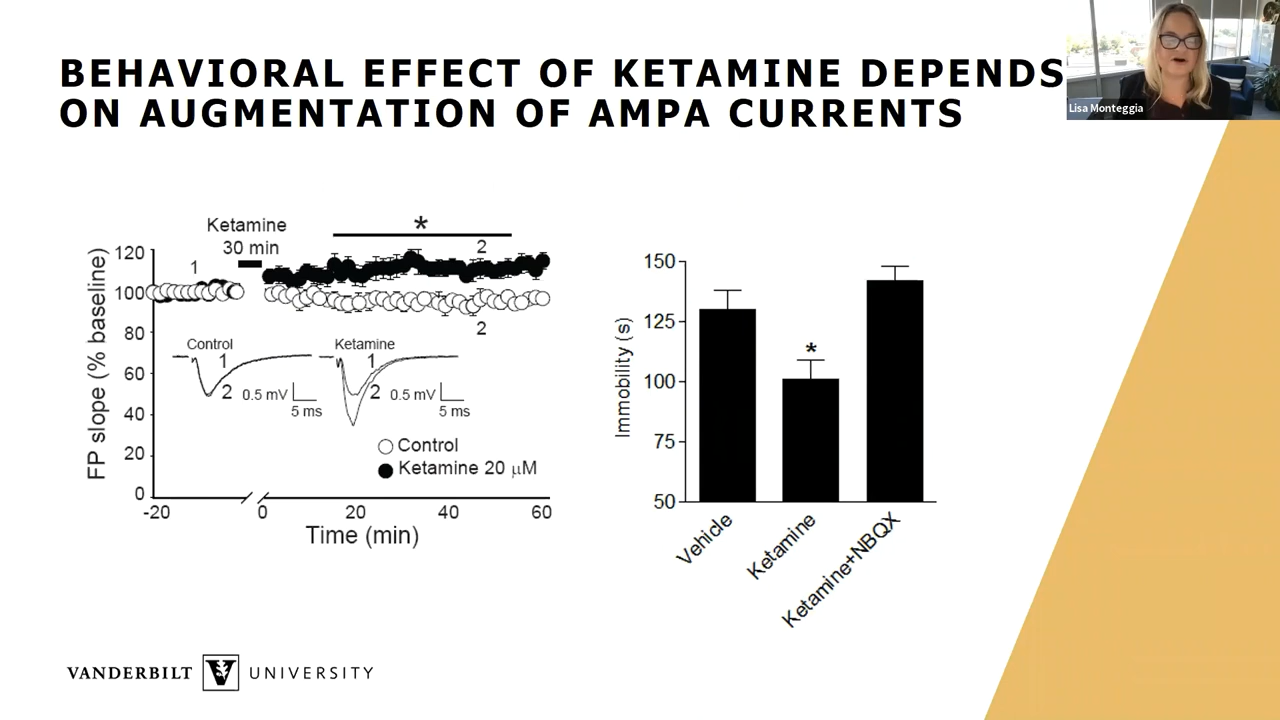 BEHAVIORAL EFFECT OF KETAMINE DEPENDS
ON AUGMENTATION OF AMPA CURRENTS
Lisa Monteggia
Ketamine
30 min
*
1
2
2
FP slope (% baseline)
120
100
80
60
40
20
0
Control
1
2
0.5 mV
5 ms
Ketamine
1
2
0.5 mV
5 ms
Control
Ketamine 20 μM
-20
0
20
40
60
Time (min)
Immobility (s)
150
125
100
75
50
*
Vehicle
Ketamine
Ketamine+NBQX
VANDERBILT V UNIVERSITY